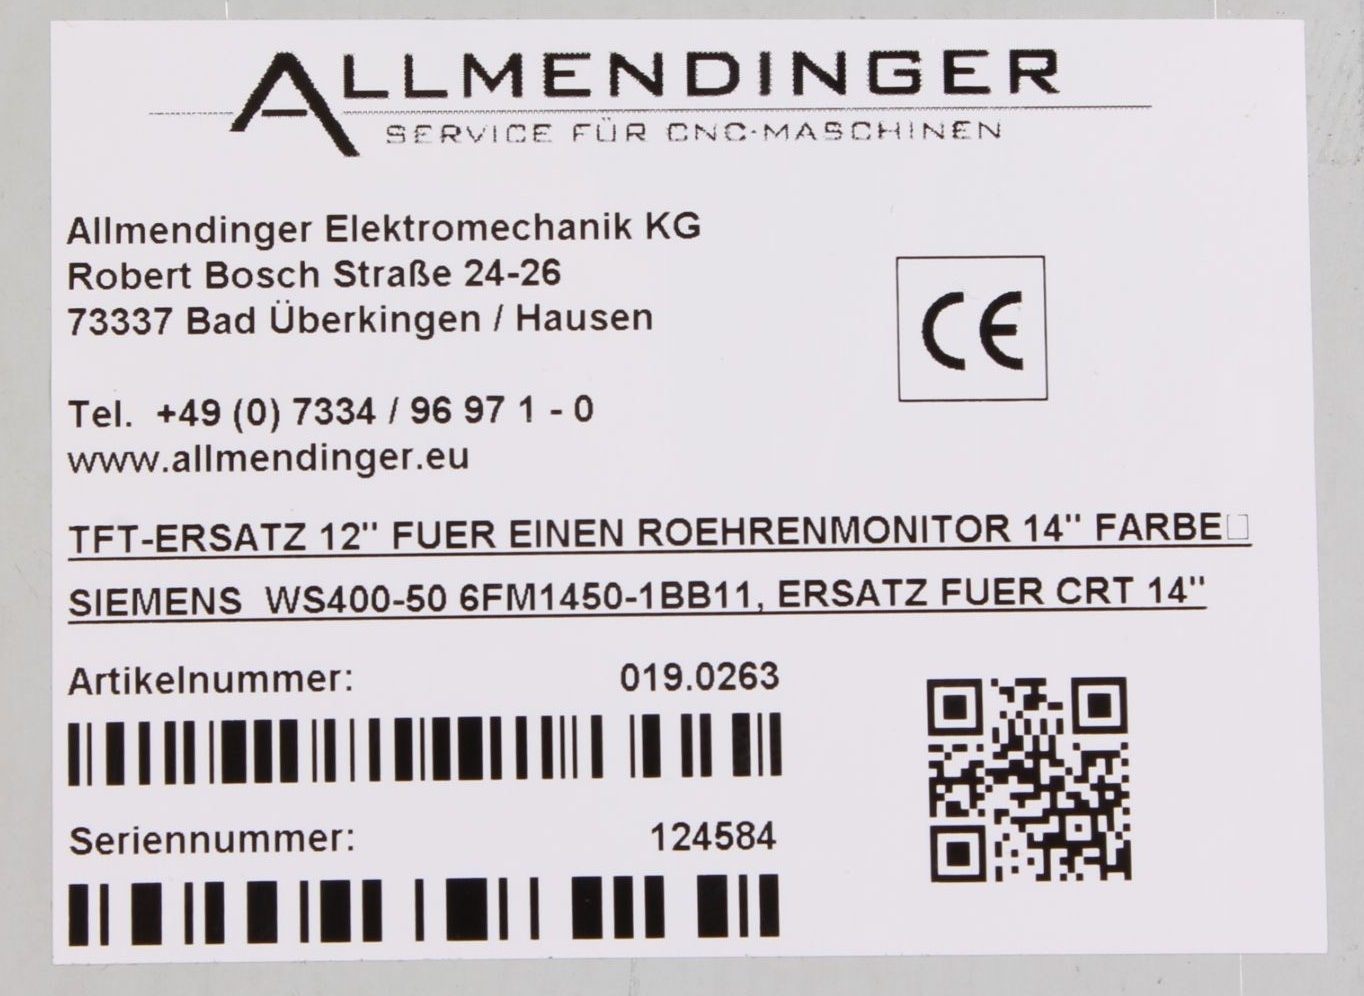 ALLMENDINGER
SERVICE FÜR CNC-MASCHINEN
Allmendinger Elektromechanik KG
Robert Bosch Straße 24-26
73337 Bad Überkingen / Hausen
CE
Tel.  +49 (0) 7334 / 96 97 1 - 0
www.allmendinger.eu
TFT-ERSATZ 12" FUER EINEN ROEHRENMONITOR 14" FARBE□
SIEMENS  WS400-50 6FM1450-1BB11, ERSATZ FUER CRT 14"
Artikelnummer: 019.0263
Seriennummer: 124584